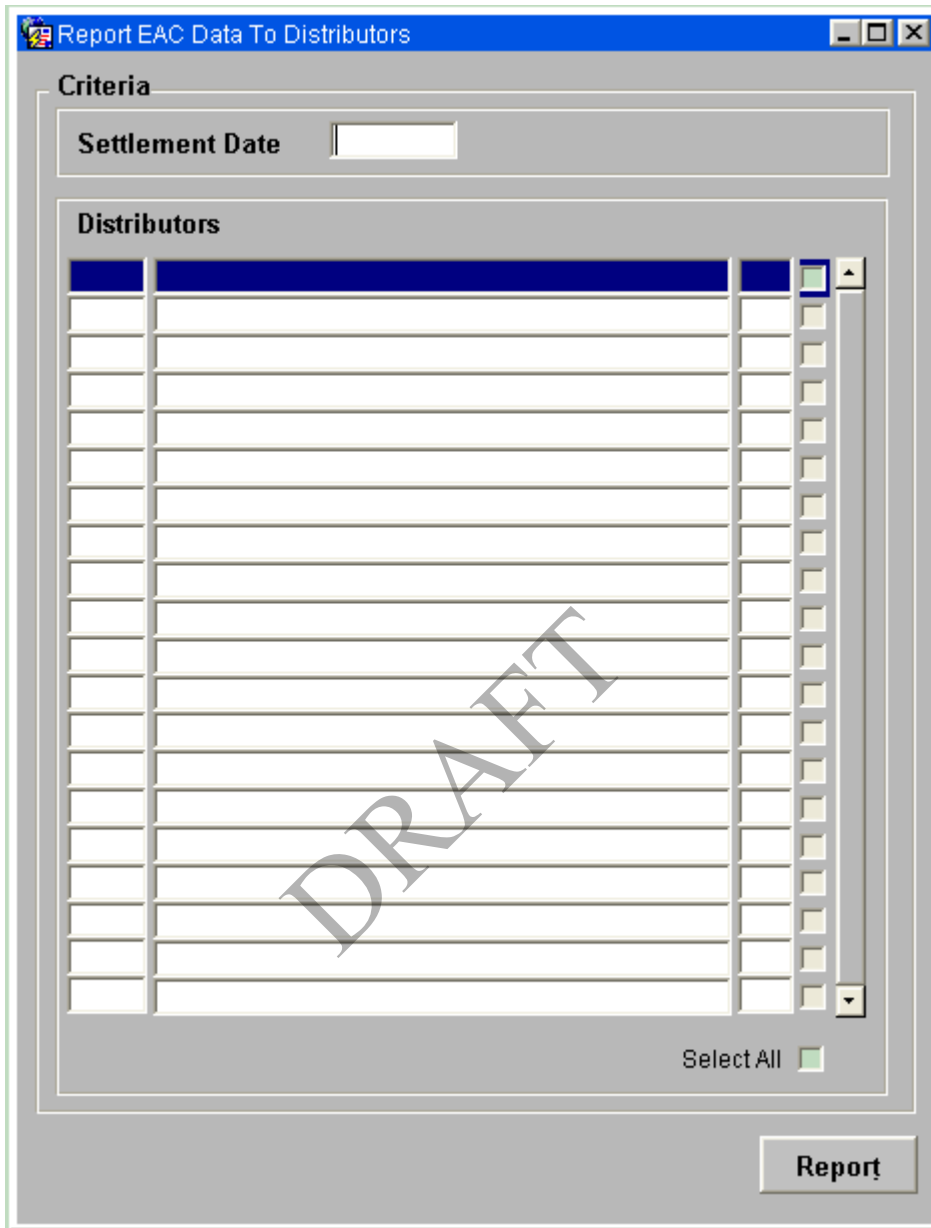 Report EAC Data To Distributors
Criteria
Settlement Date
Distributors
DRAFT
Select All
Report